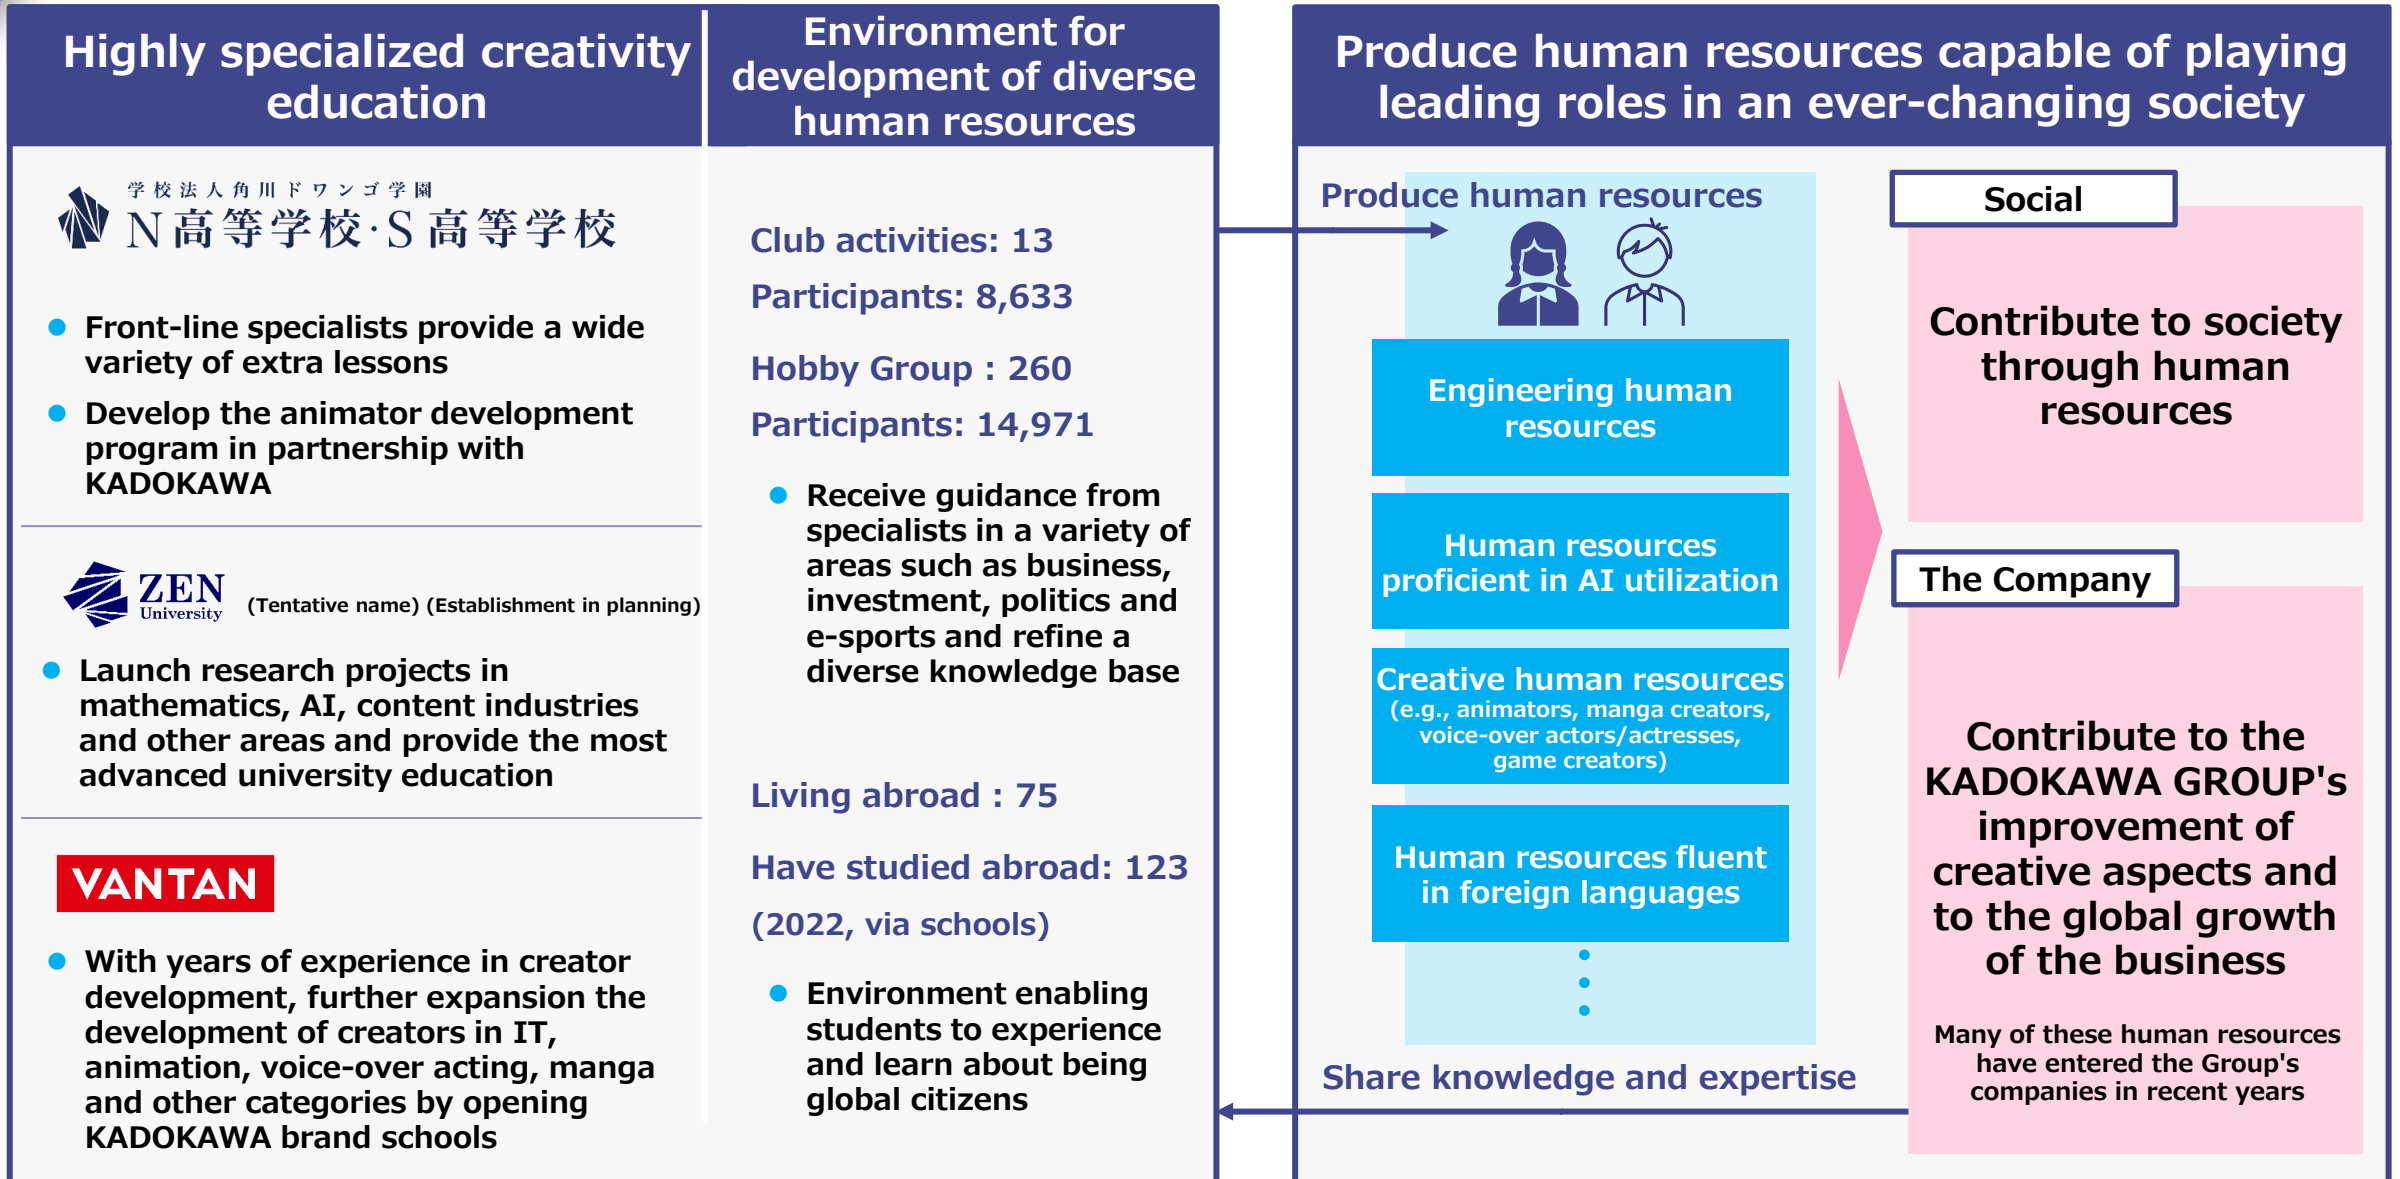 Highly specialized creativity
education
学校法人角川ドワンゴ学園
N高等学校·S高等学校
Front-line specialists provide a wide
variety of extra lessons
Develop the animator development
program in partnership with
KADOKAWA
ZEN
University
(Tentative name) (Establishment in planning)
Launch research projects in
mathematics, AI, content industries
and other areas and provide the most
advanced university education
VANTAN
With years of experience in creator
development, further expansion the
development of creators in IT,
animation, voice-over acting, manga
and other categories by opening
KADOKAWA brand schools
Environment for
development of diverse
human resources
Club activities: 13
Participants: 8,633
Hobby Group : 260
Participants: 14,971
Receive guidance from
specialists in a variety of
areas such as business,
investment, politics and
e-sports and refine a
diverse knowledge base
Living abroad : 75
Have studied abroad: 123
(2022, via schools)
Environment enabling
students to experience
and learn about being
global citizens
Produce human resources capable of playing
leading roles in an ever-changing society
Produce human resources
Engineering human
resources
Human resources
proficient in AI utilization
Creative human resources
(e.g., animators, manga creators,
voice-over actors/actresses,
game creators)
Human resources fluent
in foreign languages
Share knowledge and expertise
Social
Contribute to society
through human
resources
The Company
Contribute to the
KADOKAWA GROUP's
improvement of
creative aspects and
to the global growth
of the business
Many of these human resources
have entered the Group's
companies in recent years